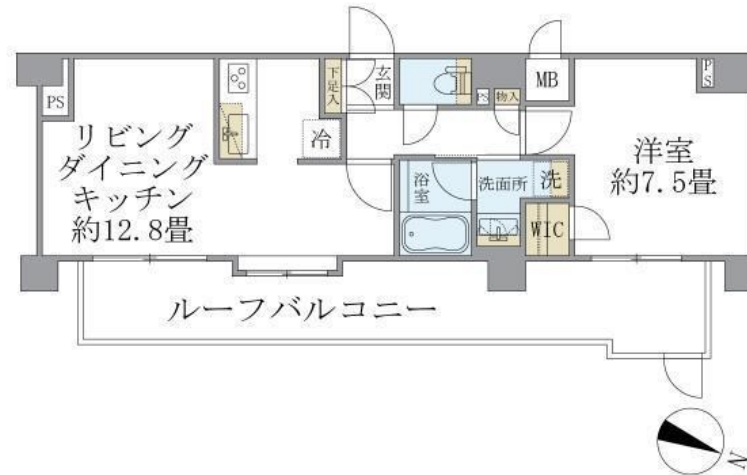 PS
リビング
ダイニング
キッチン
約12.8畳
冷
下足入
玄関
PS
物入
MB
PS
洋室
約7.5畳
浴室
洗面所
洗
WIC
ルーフバルコニー
N